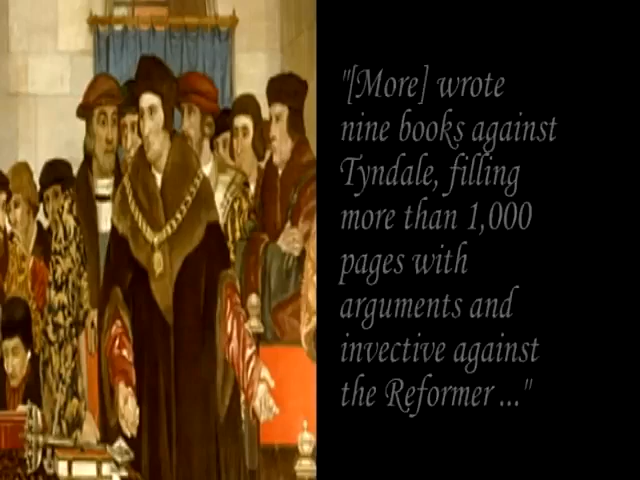 "[More] wrote
nine books against
Tyndale, filling
more than 1,000
pages with
arguments and
invective against
the Reformer ..."